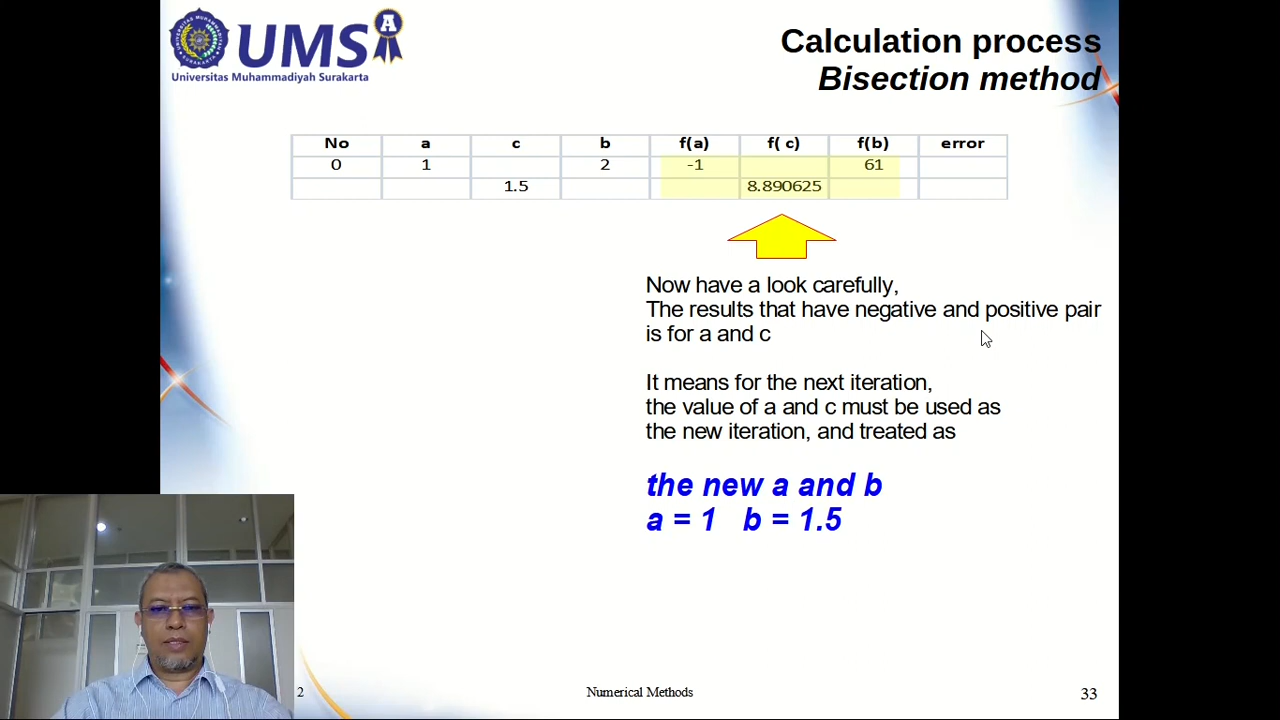 UMS
A
Universitas Muhammadiyah Surakarta
Calculation process
Bisection method
No a c b f(a) f( c) f(b) error
0 1 2 -1 61
1.5 8.890625
Now have a look carefully,
The results that have negative and positive pair
is for a and c
It means for the next iteration,
the value of a and c must be used as
the new iteration, and treated as
the new a and b
a = 1 b = 1.5
2 Numerical Methods 33